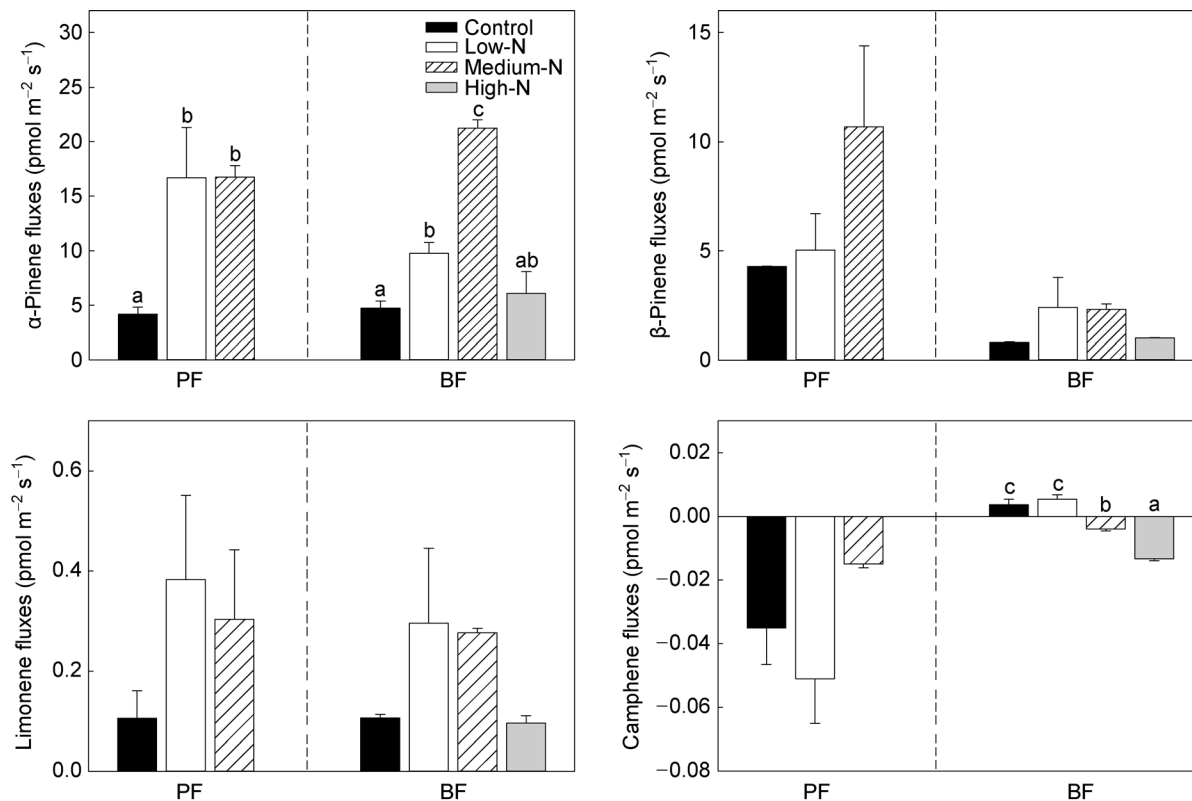 α-Pinene fluxes (pmol m⁻² s⁻¹)
30
25
20
15
10
5
0
Control
Low-N
Medium-N
High-N
a
b
b
a
b
c
ab
PF
BF
β-Pinene fluxes (pmol m⁻² s⁻¹)
15
10
5
0
PF
BF
Limonene fluxes (pmol m⁻² s⁻¹)
0.6
0.4
0.2
0.0
PF
BF
Camphene fluxes (pmol m⁻² s⁻¹)
0.02
0.00
−0.02
−0.04
−0.06
−0.08
c
c
b
a
PF
BF